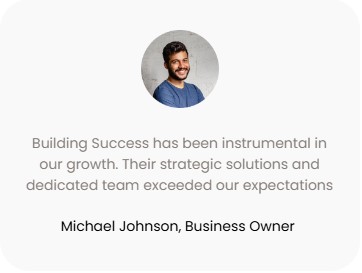 Building Success has been instrumental in
our growth. Their strategic solutions and
dedicated team exceeded our expectations
Michael Johnson, Business Owner